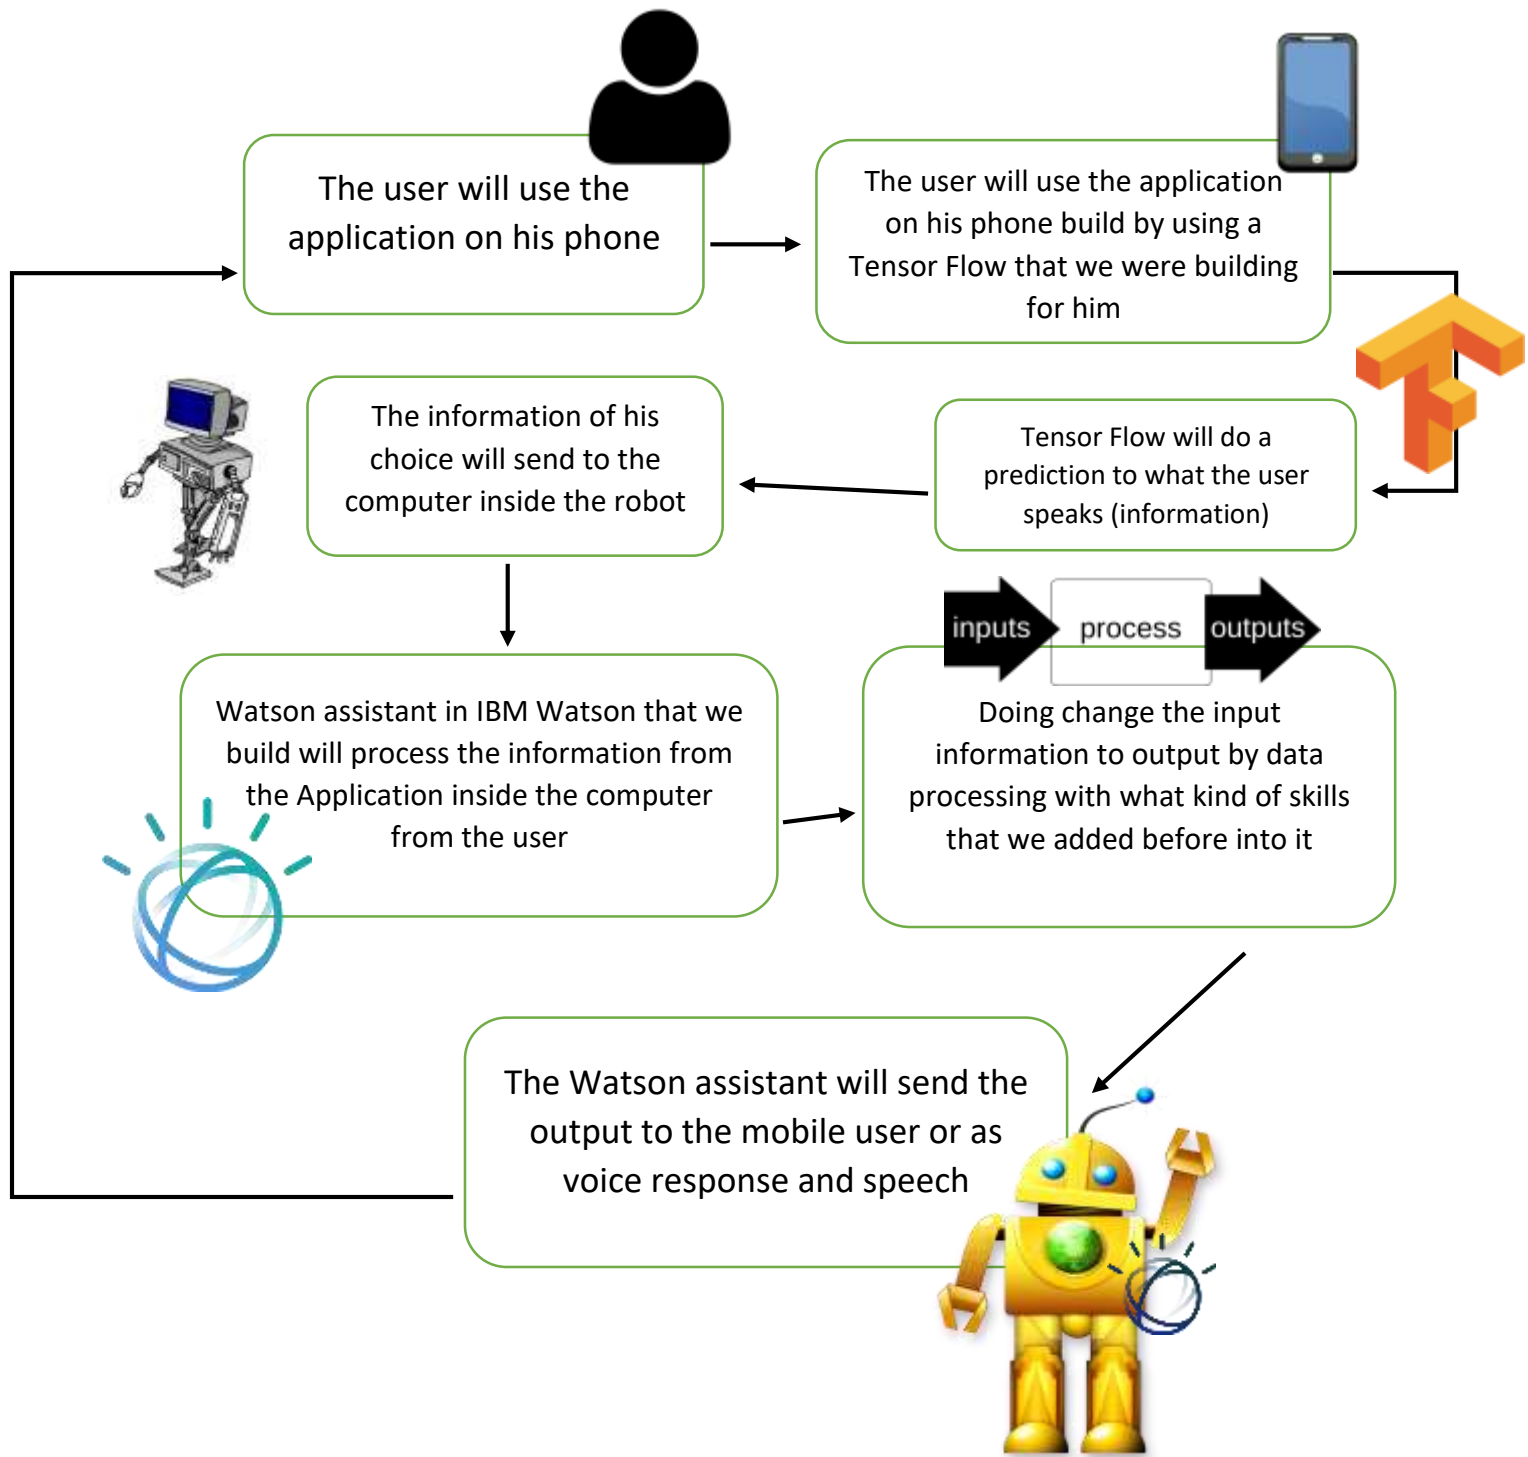 The user will use the
application on his phone
The user will use the application
on his phone build by using a
Tensor Flow that we were building
for him
Tensor Flow will do a
prediction to what the user
speaks (information)
The information of his
choice will send to the
computer inside the robot
Watson assistant in IBM Watson that we
build will process the information from
the Application inside the computer
from the user
inputs
process
outputs
Doing change the input
information to output by data
processing with what kind of skills
that we added before into it
The Watson assistant will send the
output to the mobile user or as
voice response and speech